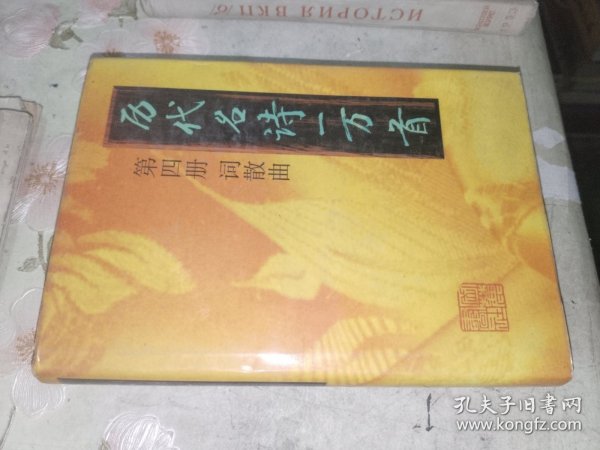 历代名诗一万首
第四册 词散曲
ИСТОРИЯ ВКП/б/
孔夫子旧书网
www.kongfz.com